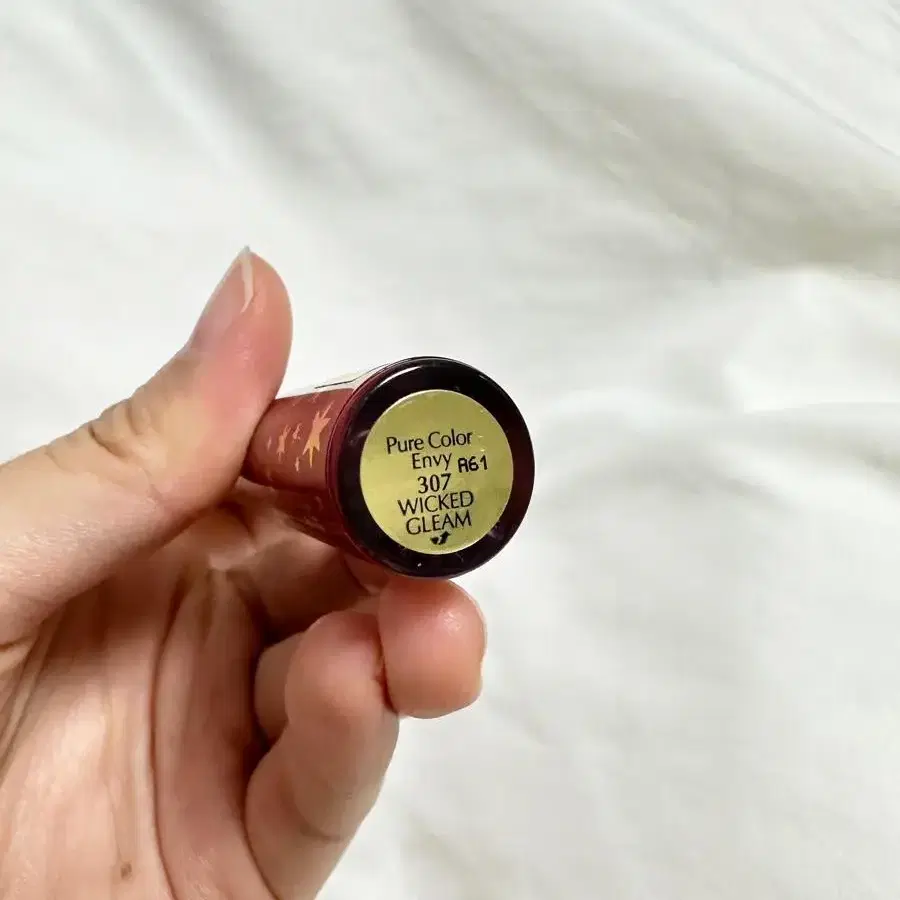 Pure Color
Envy A61
307
WICKED
GLEAM